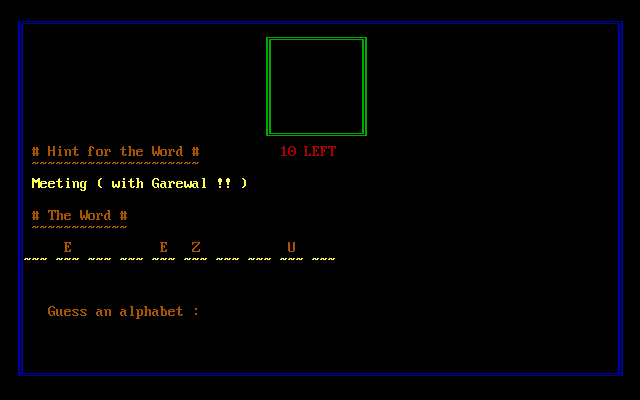 10 LEFT
# Hint for the Word #
~~~~~~~~~~~~~~~~~~~~~
Meeting ( with Garewal !! )
# The Word #
~~~~~~~~~~~~
E E Z U
~~~ ~~~ ~~~ ~~~ ~~~ ~~~ ~~~ ~~~ ~~~ ~~~
Guess an alphabet :